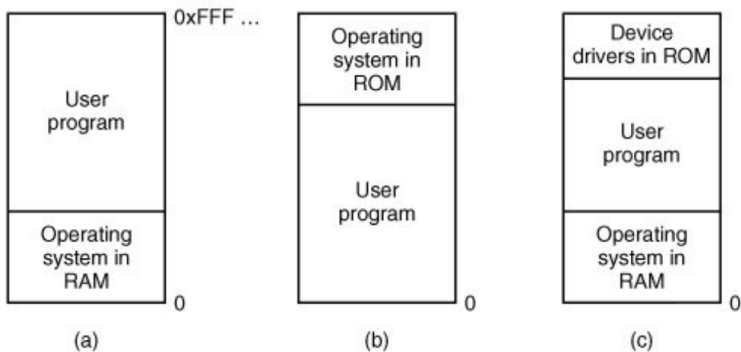 0xFFF ...
User
program
Operating
system in
RAM
0
(a)
Operating
system in
ROM
User
program
0
(b)
Device
drivers in ROM
User
program
Operating
system in
RAM
0
(c)